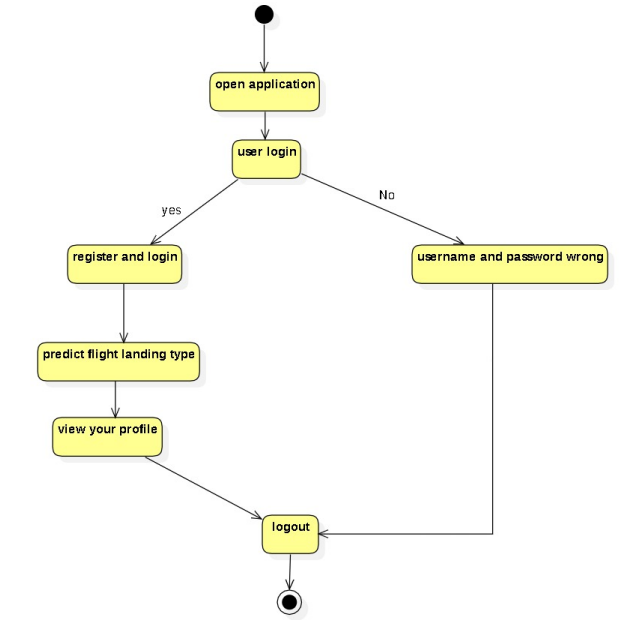 open application
user login
yes
No
register and login
username and password wrong
predict flight landing type
view your profile
logout